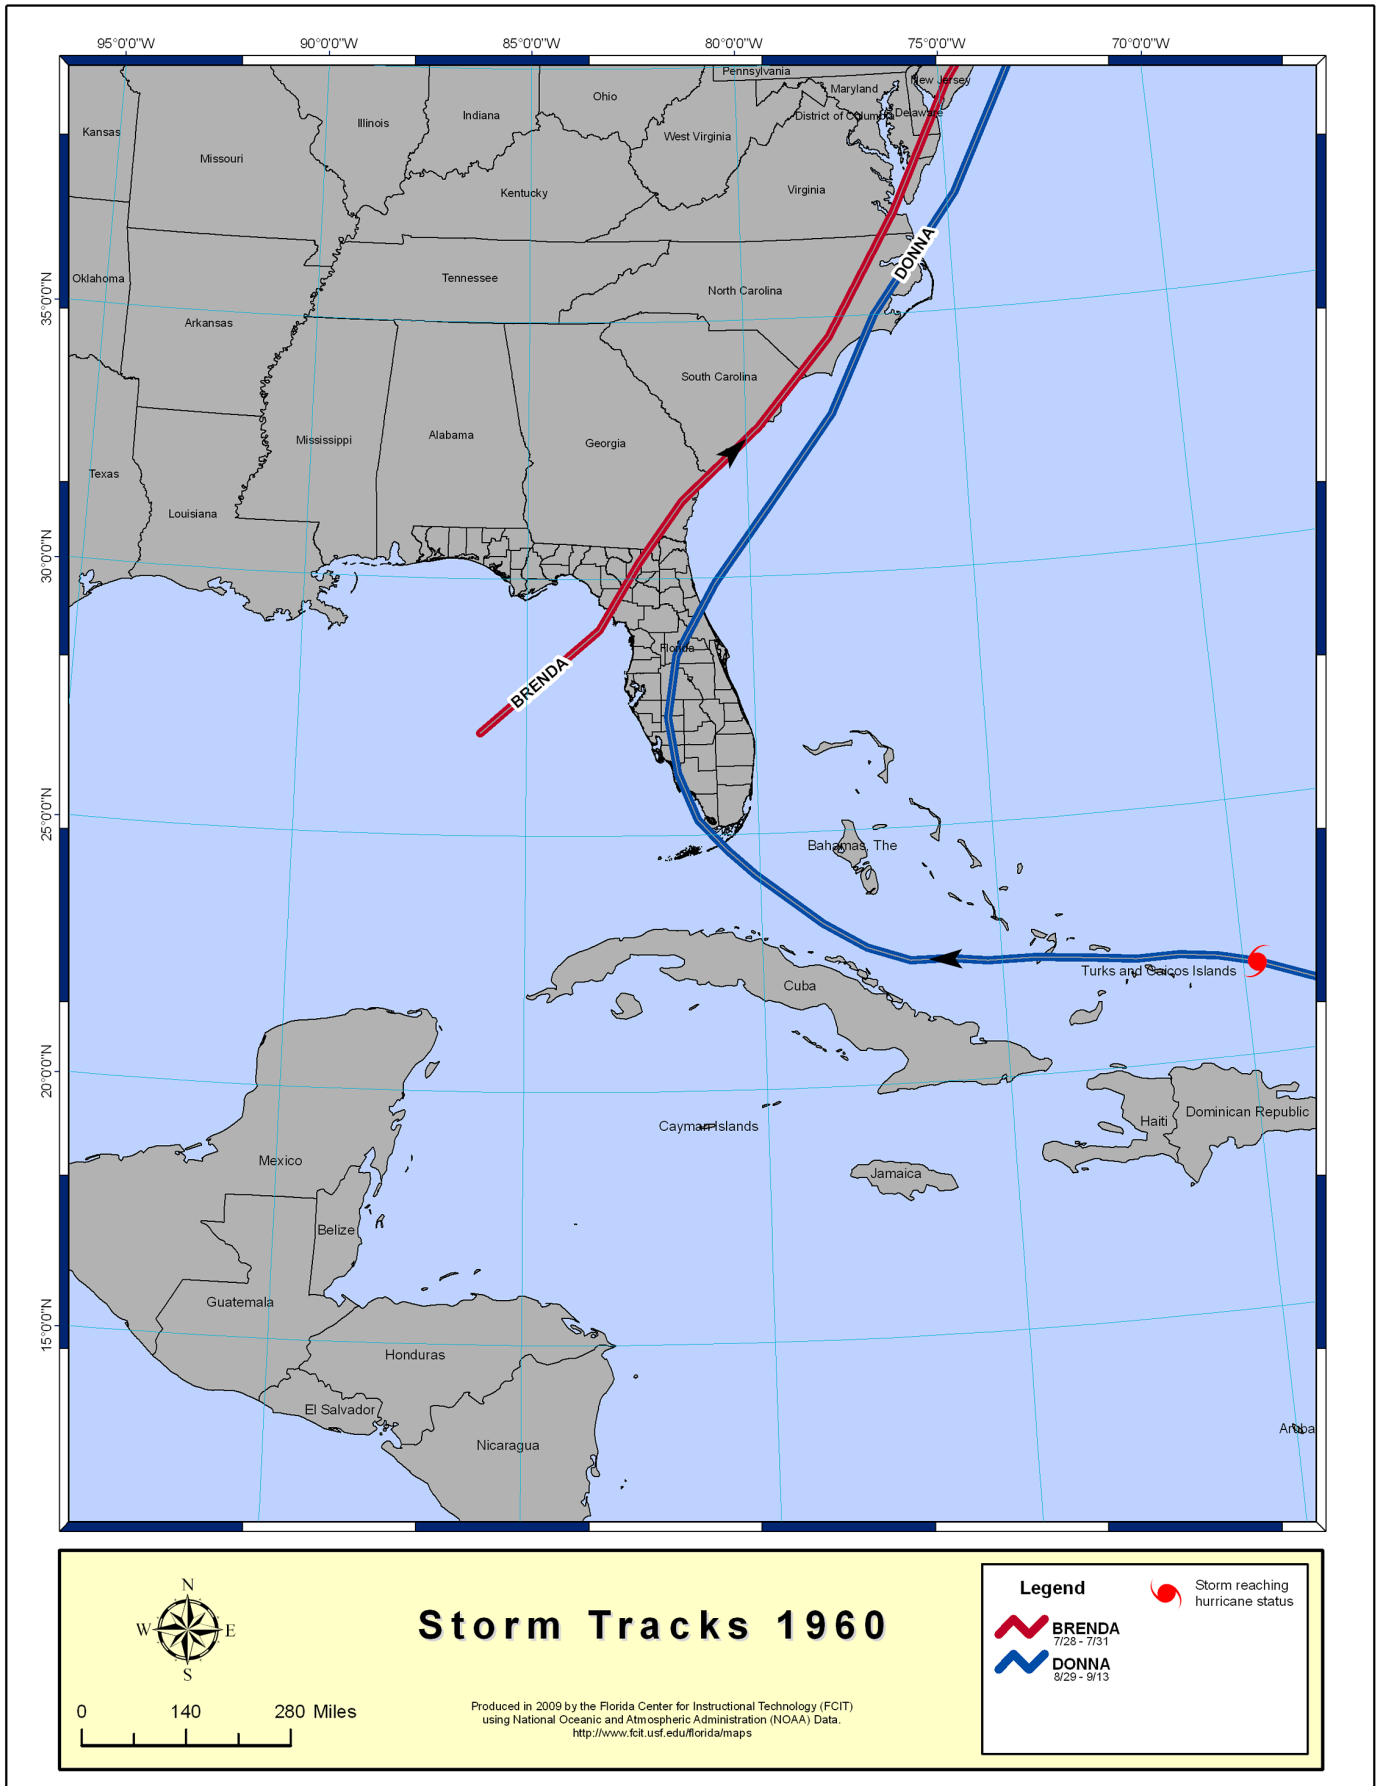 95°0'0"W 90°0'0"W 85°0'0"W 80°0'0"W 75°0'0"W 70°0'0"W
Pennsylvania
New Jersey
Ohio
Maryland
Indiana
Illinois
District of Columbia
Delaware
Kansas
West Virginia
Missouri
Kentucky
Virginia
DONNA
Oklahoma
Tennessee
North Carolina
35°0'0"N
Arkansas
South Carolina
Mississippi
Alabama
Georgia
Texas
Louisiana
30°0'0"N
Florida
BRENDA
25°0'0"N
Bahamas, The
Turks and Caicos Islands
Cuba
20°0'0"N
Dominican Republic
Haiti
Cayman Islands
Mexico
Jamaica
Belize
Guatemala
15°0'0"N
Honduras
El Salvador
Aruba
Nicaragua
N
W E
S
0 140 280 Miles
Storm Tracks 1960
Produced in 2009 by the Florida Center for Instructional Technology (FCIT)
using National Oceanic and Atmospheric Administration (NOAA) Data.
http://www.fcit.usf.edu/florida/maps
Legend
Storm reaching
hurricane status
BRENDA
7/28 - 7/31
DONNA
8/29 - 9/13